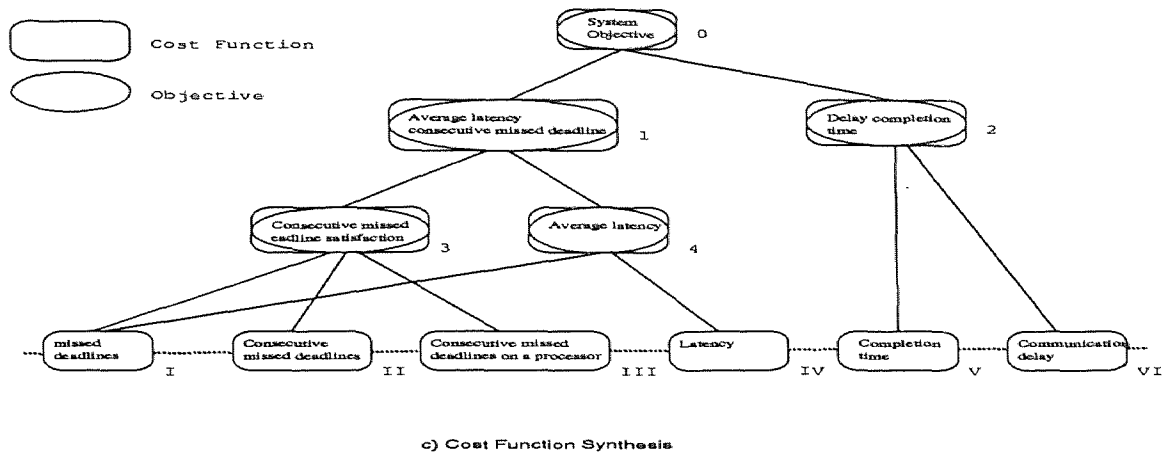 System
Objective
0
Cost Function
Objective
Average latency
consecutive missed deadline
1
Delay completion
time
2
Consecutive missed
eadline satisfaction
3
Average latency
4
missed
deadlines
I
Consecutive
missed deadlines
II
Consecutive missed
deadlines on a processor
III
Latency
IV
Completion
time
V
Communication
delay
VI
c) Cost Function Synthesis